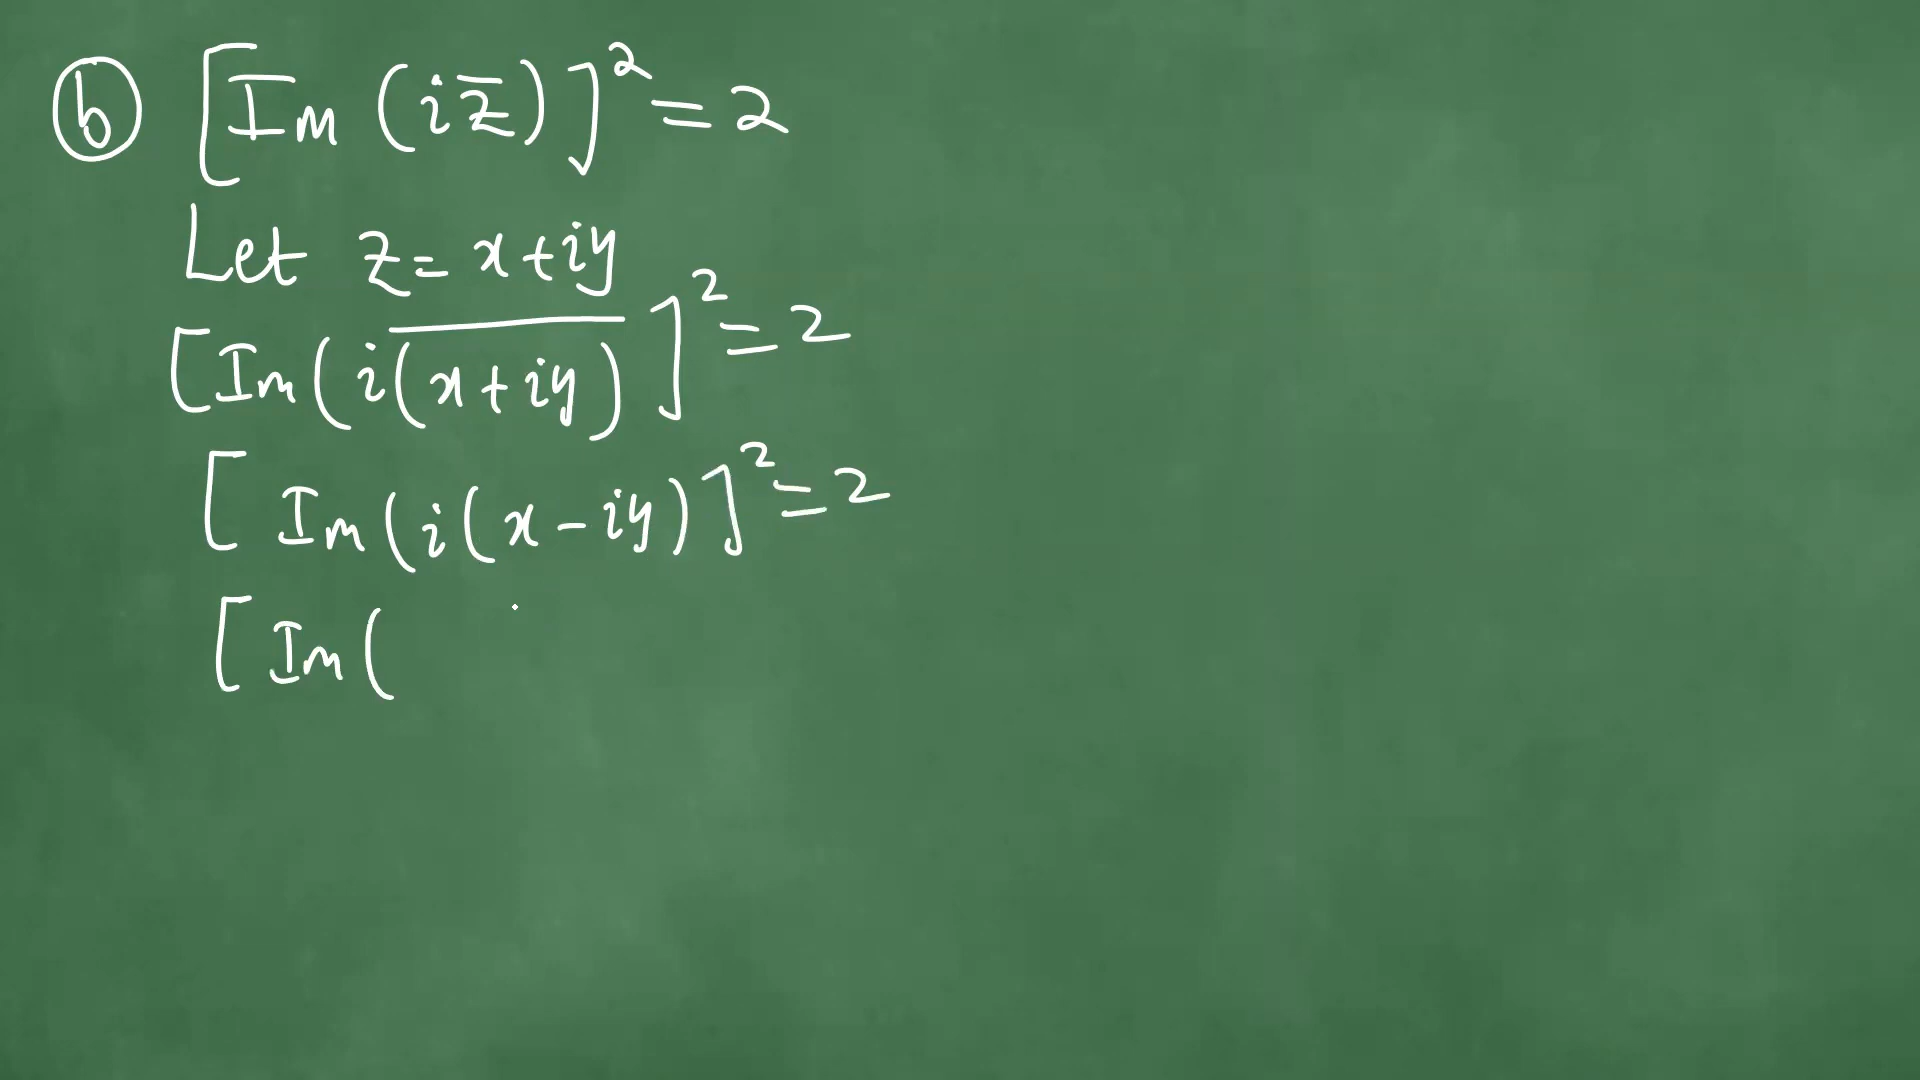 ⓑ [Im (iz̅)]² = 2
Let z = x+iy
[Im(i(x+iy)̅ ]² = 2
[Im(i(x-iy)]² = 2
[Im(